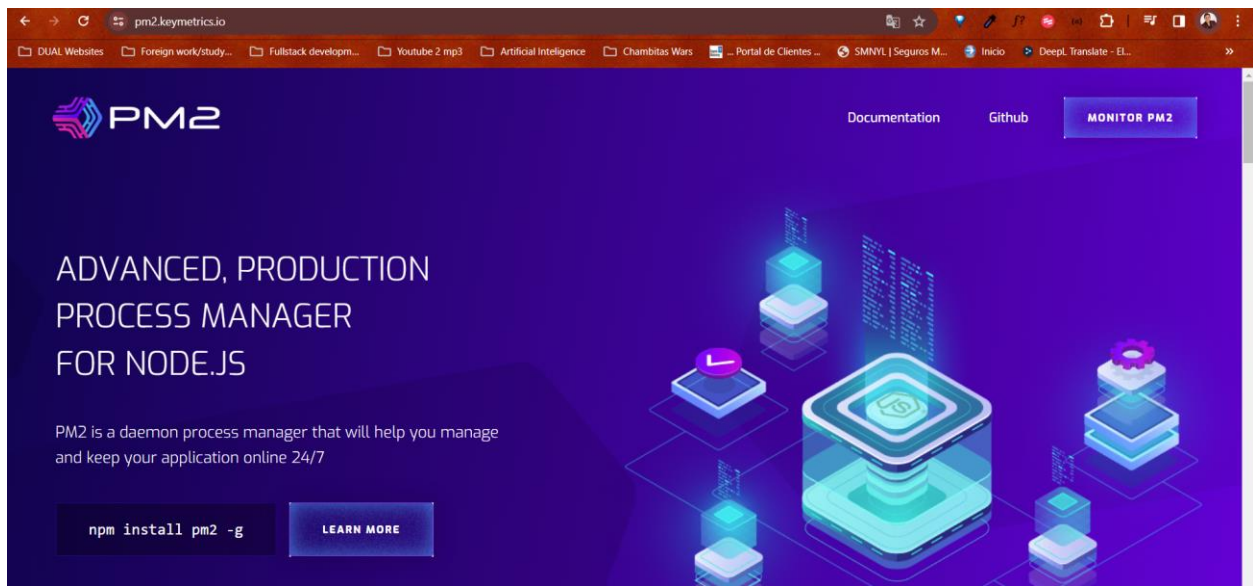 pm2.keymetrics.io
DUAL Websites
Foreign work/study...
Fullstack developm...
Youtube 2 mp3
Artificial Inteligence
Chambitas Wars
... Portal de Clientes ...
SMNYL | Seguros M...
Inicio
DeepL Translate - El...
»
PM2
Documentation
Github
MONITOR PM2
ADVANCED, PRODUCTION
PROCESS MANAGER
FOR NODE.JS
PM2 is a daemon process manager that will help you manage
and keep your application online 24/7
npm install pm2 -g
LEARN MORE